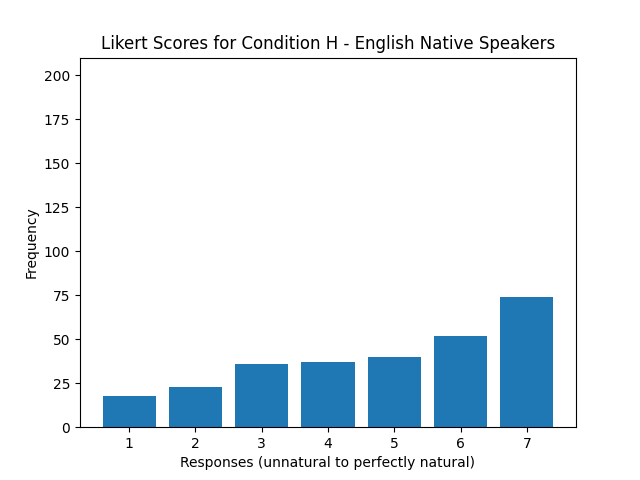 Likert Scores for Condition H - English Native Speakers
200
175
150
125
100
75
50
25
0
Frequency
1 2 3 4 5 6 7
Responses (unnatural to perfectly natural)